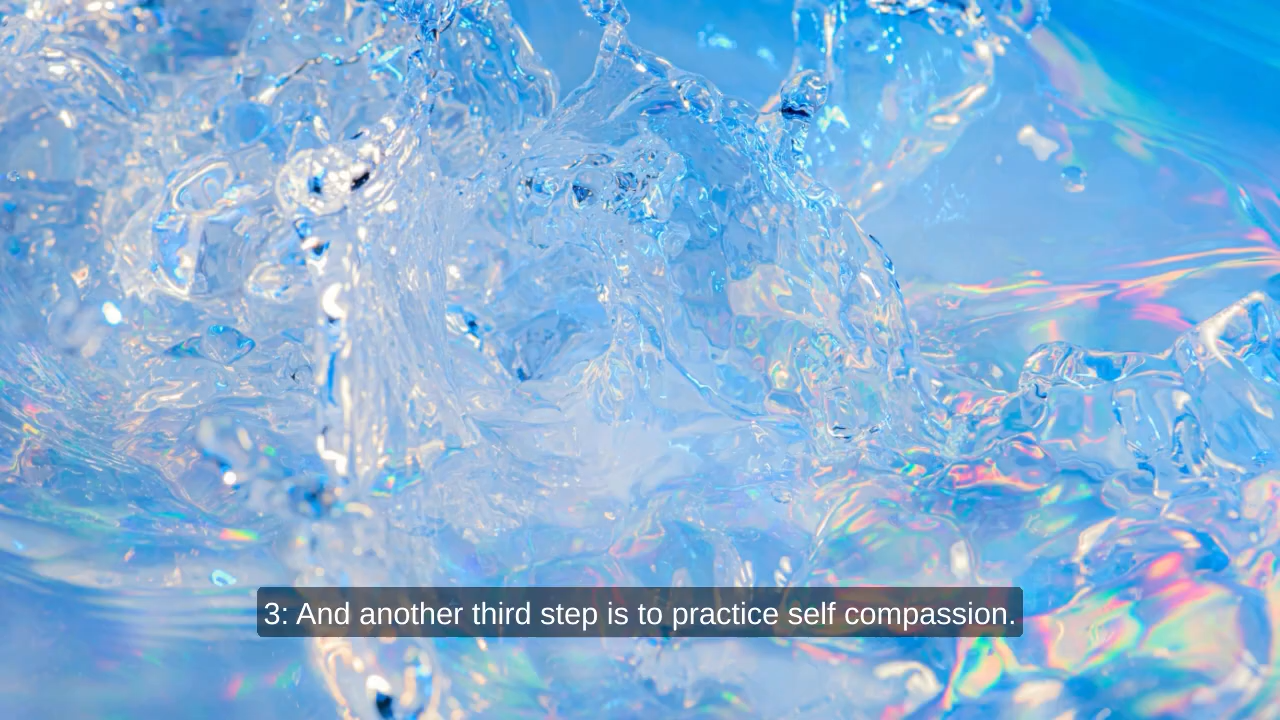 3: And another third step is to practice self compassion.